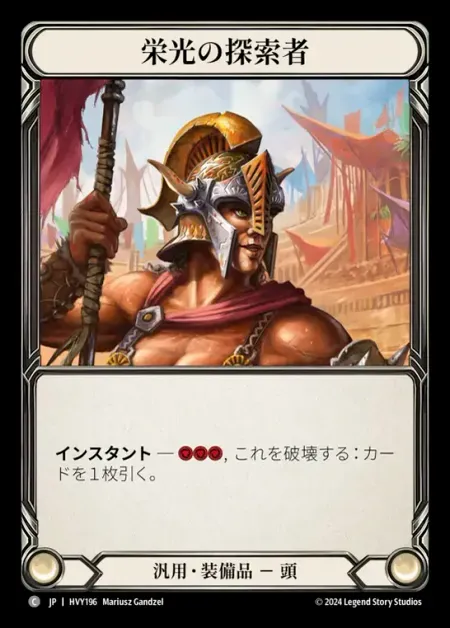 栄光の探索者
インスタント ― , これを破壊する：カー
ドを１枚引く。
汎用・装備品 ― 頭
C JP | HVY196 Mariusz Gandzel © 2024 Legend Story Studios